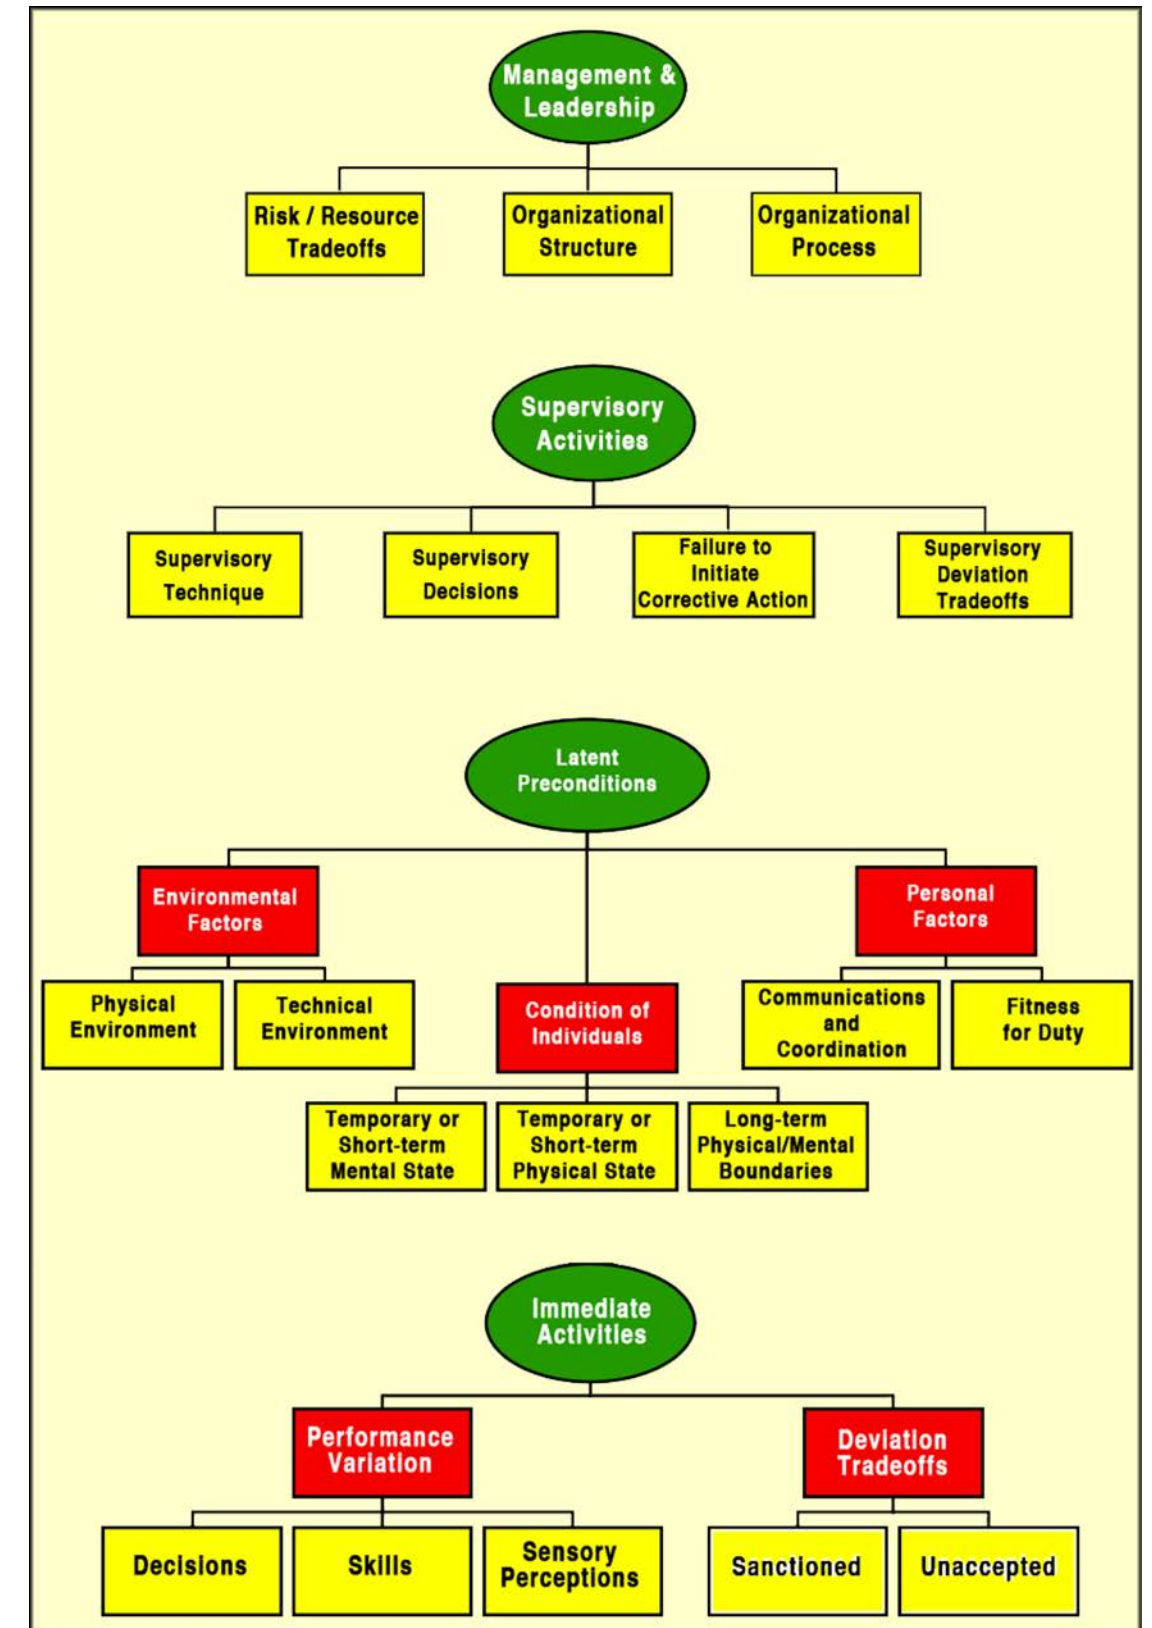 Management &
Leadership
Risk / Resource
Tradeoffs
Organizational
Structure
Organizational
Process
Supervisory
Activities
Supervisory
Technique
Supervisory
Decisions
Failure to
Initiate
Corrective Action
Supervisory
Deviation
Tradeoffs
Latent
Preconditions
Environmental
Factors
Personal
Factors
Physical
Environment
Technical
Environment
Condition of
Individuals
Communications
and
Coordination
Fitness
for Duty
Temporary or
Short-term
Mental State
Temporary or
Short-term
Physical State
Long-term
Physical/Mental
Boundaries
Immediate
Activities
Performance
Variation
Deviation
Tradeoffs
Decisions
Skills
Sensory
Perceptions
Sanctioned
Unaccepted